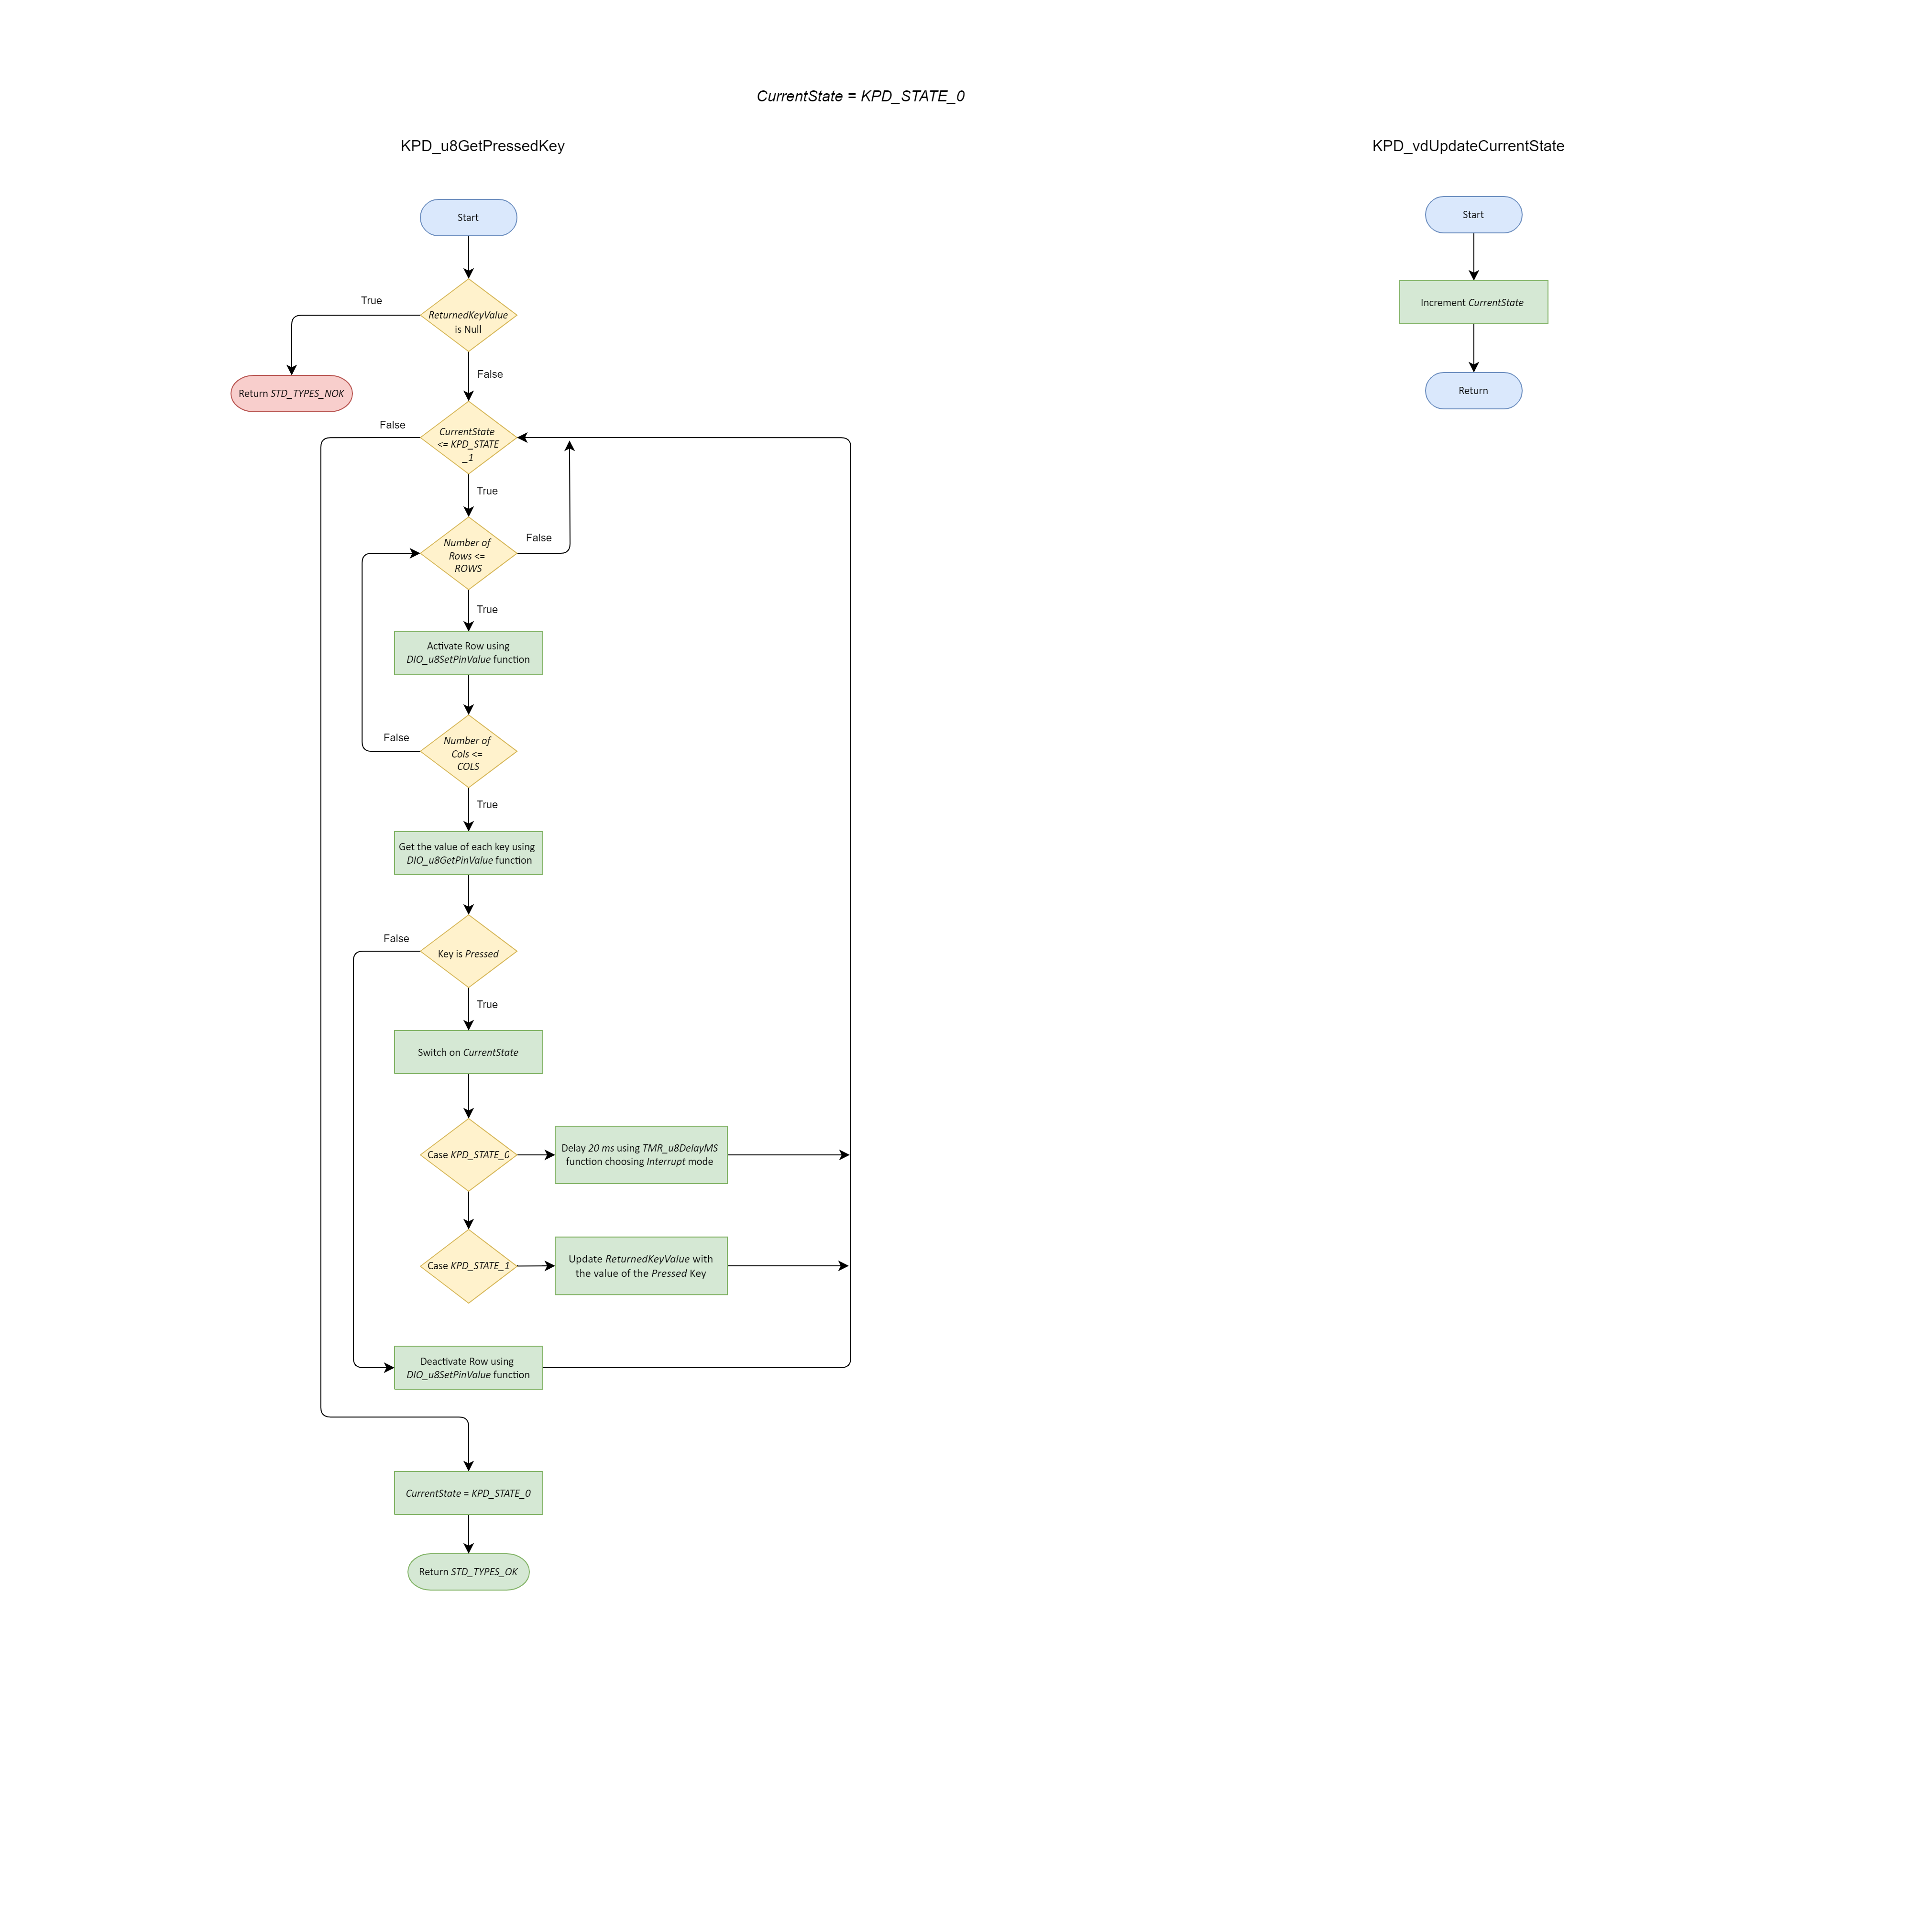 CurrentState = KPD_STATE_0
KPD_u8GetPressedKey
Start
True
ReturnedKeyValue
is Null
False
Return STD_TYPES_NOK
False
CurrentState
<= KPD_STATE
_1
True
Number of
Rows <=
ROWS
False
True
Activate Row using
DIO_u8SetPinValue function
False
Number of
Cols <=
COLS
True
Get the value of each key using
DIO_u8GetPinValue function
False
Key is Pressed
True
Switch on CurrentState
Case KPD_STATE_0
Delay 20 ms using TMR_u8DelayMS
function choosing Interrupt mode
Case KPD_STATE_1
Update ReturnedKeyValue with
the value of the Pressed Key
Deactivate Row using
DIO_u8SetPinValue function
CurrentState = KPD_STATE_0
Return STD_TYPES_OK
KPD_vdUpdateCurrentState
Start
Increment CurrentState
Return